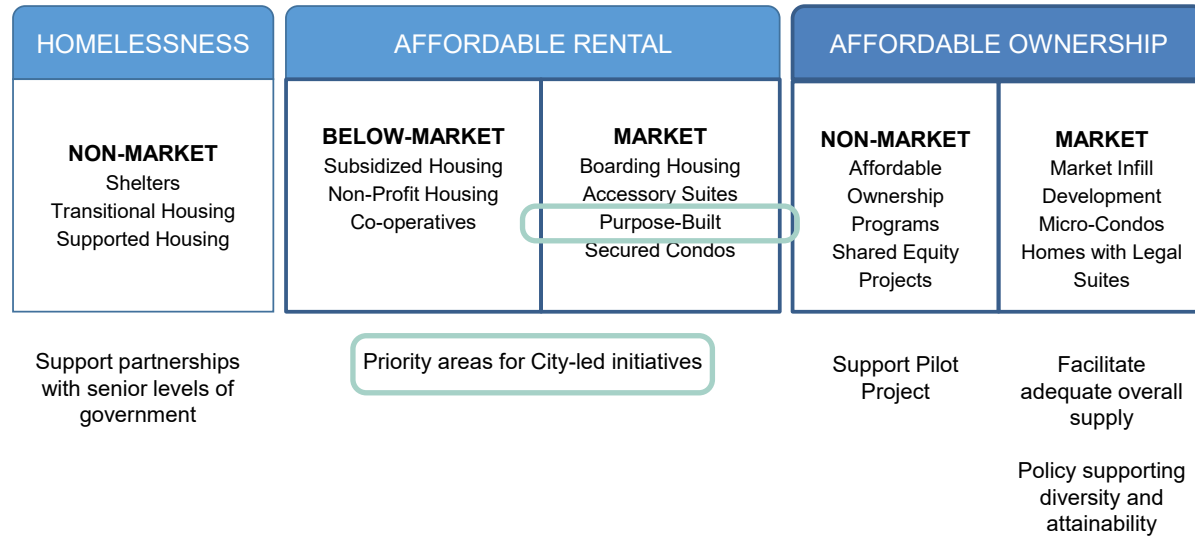 HOMELESSNESS
NON-MARKET
Shelters
Transitional Housing
Supported Housing
Support partnerships
with senior levels of
government
AFFORDABLE RENTAL
BELOW-MARKET
Subsidized Housing
Non-Profit Housing
Co-operatives
MARKET
Boarding Housing
Accessory Suites
Purpose-Built
Secured Condos
Priority areas for City-led initiatives
AFFORDABLE OWNERSHIP
NON-MARKET
Affordable
Ownership
Programs
Shared Equity
Projects
Support Pilot
Project
MARKET
Market Infill
Development
Micro-Condos
Homes with Legal
Suites
Facilitate
adequate overall
supply
Policy supporting
diversity and
attainability